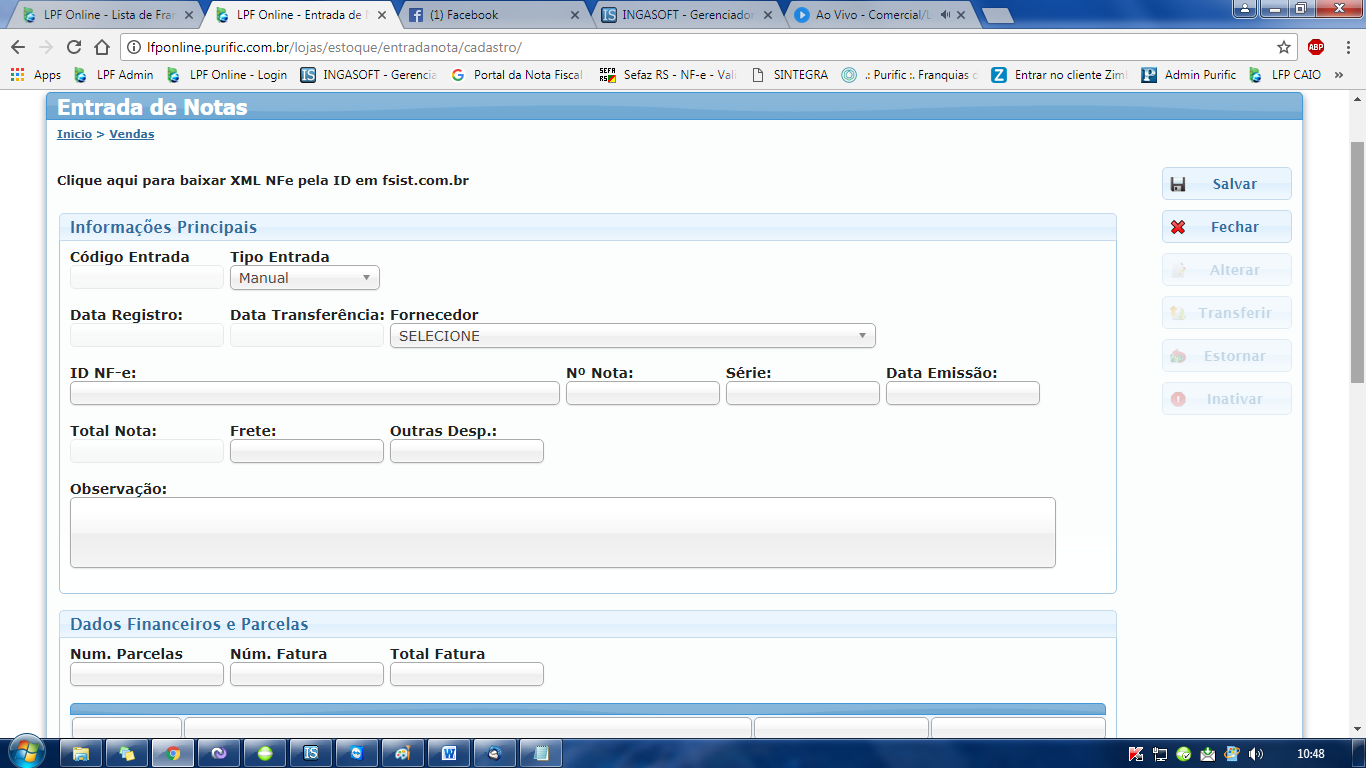 LPF Online - Lista de Fran
LPF Online - Entrada de N
(1) Facebook
INGASOFT - Gerenciador
Ao Vivo - Comercial/L
lfponline.purific.com.br/lojas/estoque/entradanota/cadastro/
ABP
Apps
LPF Admin
LPF Online - Login
INGASOFT - Gerencia
Portal da Nota Fiscal
Sefaz RS - NF-e - Vali
SINTEGRA
.: Purific :. Franquias
Entrar no cliente Zim
Admin Purific
LFP CAIO
»
Entrada de Notas
Inicio > Vendas
Clique aqui para baixar XML NFe pela ID em fsist.com.br
Salvar
Fechar
Alterar
Transferir
Estornar
Inativar
Informações Principais
Código Entrada Tipo Entrada
Manual
Data Registro: Data Transferência: Fornecedor
SELECIONE
ID NF-e: Nº Nota: Série: Data Emissão:
Total Nota: Frete: Outras Desp.:
Observação:
Dados Financeiros e Parcelas
Num. Parcelas Núm. Fatura Total Fatura
10:48